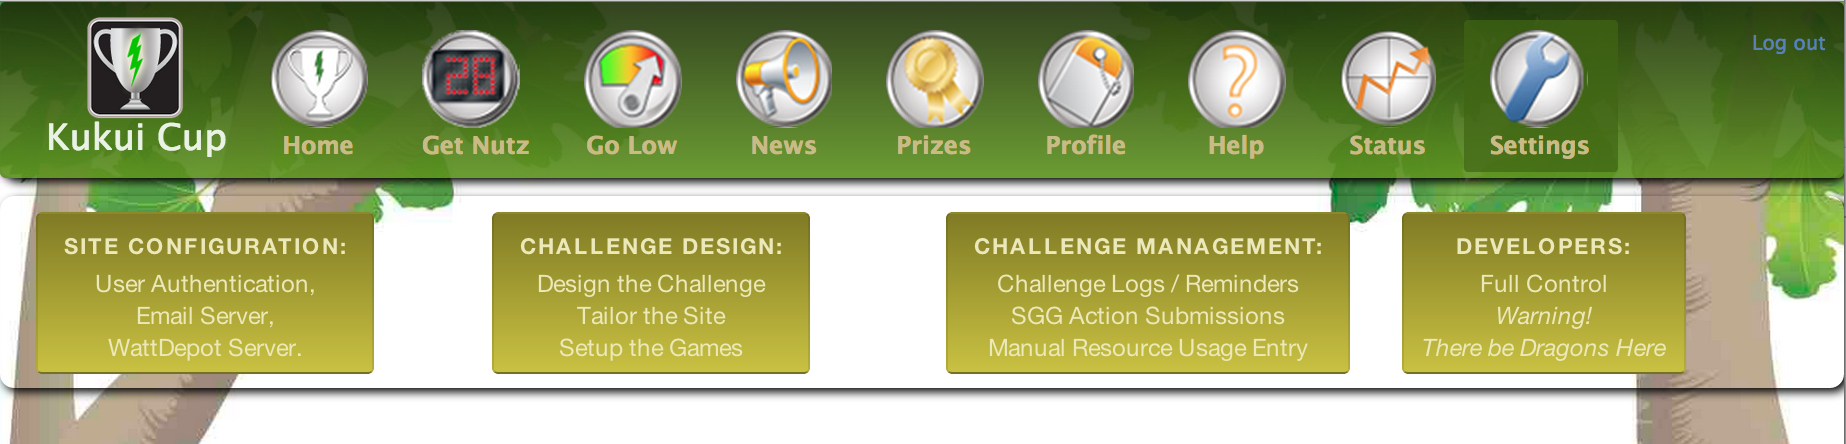 Kukui Cup
Home
28
Get Nutz
Go Low
News
Prizes
?
Profile
Help
Status
Settings
Log out
SITE CONFIGURATION:
User Authentication,
Email Server,
WattDepot Server.
CHALLENGE DESIGN:
Design the Challenge
Tailor the Site
Setup the Games
CHALLENGE MANAGEMENT:
Challenge Logs / Reminders
SGG Action Submissions
Manual Resource Usage Entry
DEVELOPERS:
Full Control
Warning!
There be Dragons Here